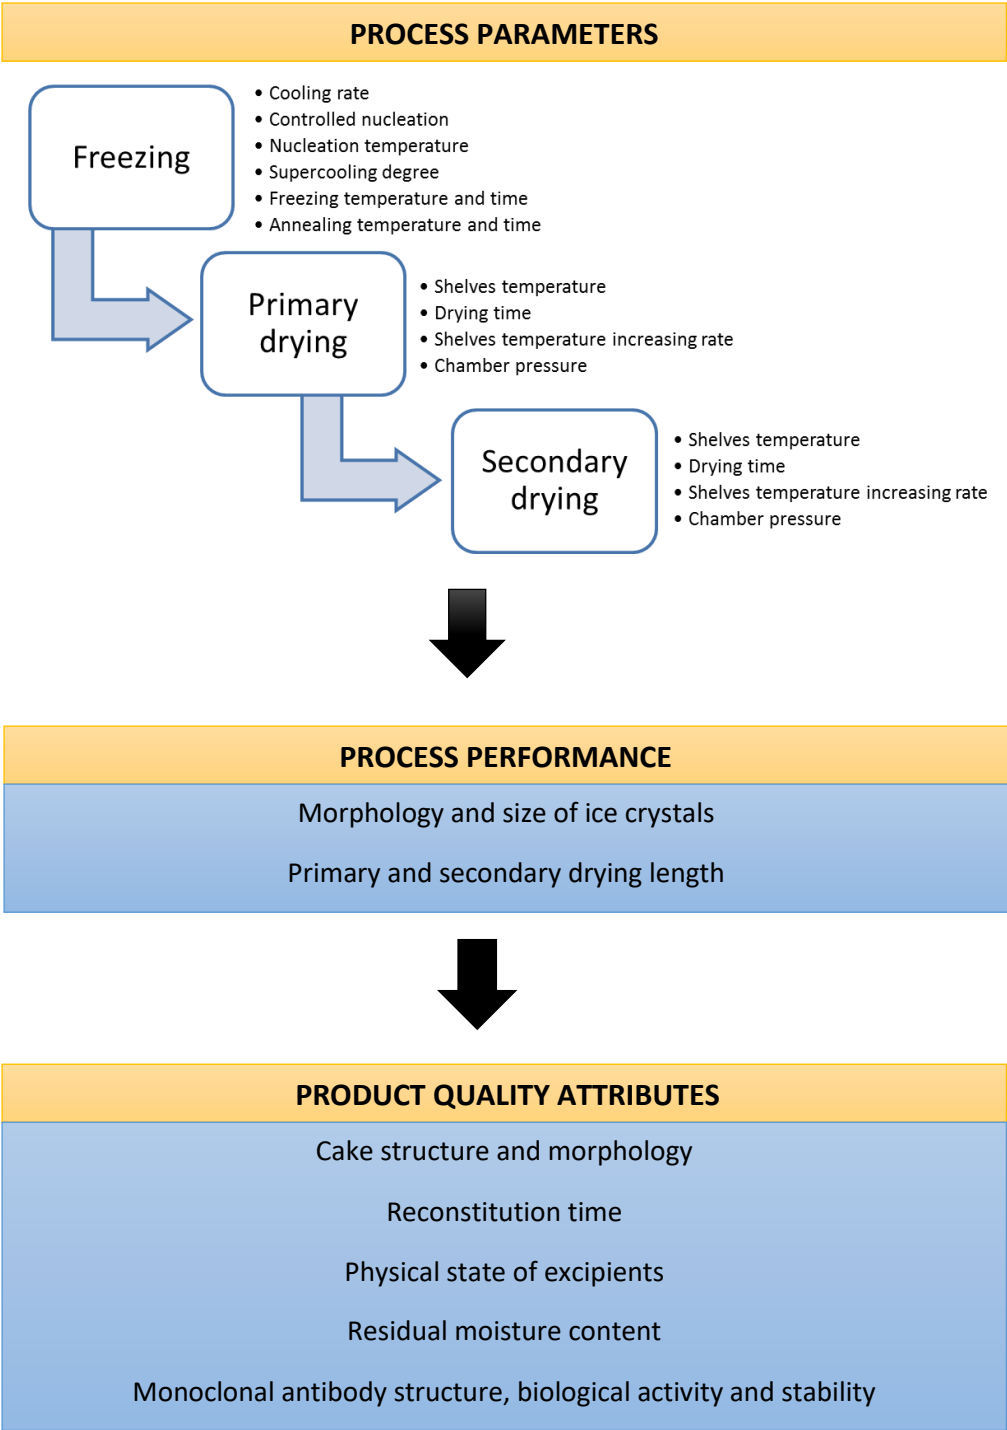 PROCESS PARAMETERS
Freezing
• Cooling rate
• Controlled nucleation
• Nucleation temperature
• Supercooling degree
• Freezing temperature and time
• Annealing temperature and time
Primary
drying
• Shelves temperature
• Drying time
• Shelves temperature increasing rate
• Chamber pressure
Secondary
drying
• Shelves temperature
• Drying time
• Shelves temperature increasing rate
• Chamber pressure
PROCESS PERFORMANCE
Morphology and size of ice crystals
Primary and secondary drying length
PRODUCT QUALITY ATTRIBUTES
Cake structure and morphology
Reconstitution time
Physical state of excipients
Residual moisture content
Monoclonal antibody structure, biological activity and stability